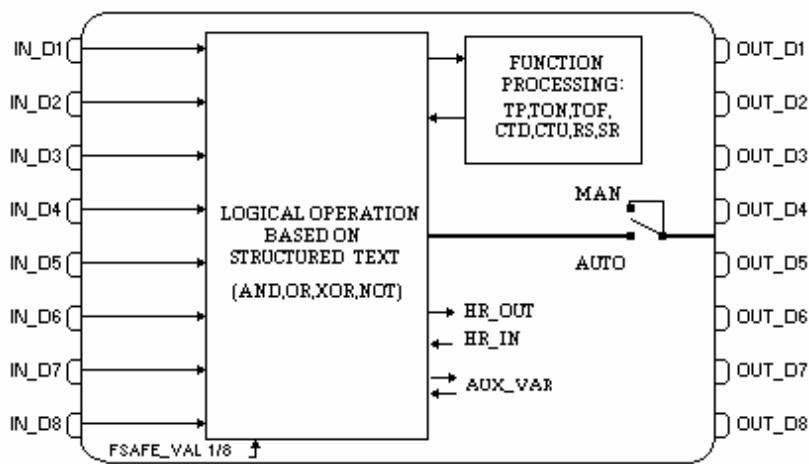 IN_D1
IN_D2
IN_D3
IN_D4
IN_D5
IN_D6
IN_D7
IN_D8
LOGICAL OPERATION
BASED ON
STRUCTURED TEXT
(AND,OR,XOR,NOT)
FSAFE_VAL 1/8
FUNCTION
PROCESSING:
TP,TON,TOF,
CTD,CTU,RS,SR
MAN
AUTO
HR_OUT
HR_IN
AUX_VAR
OUT_D1
OUT_D2
OUT_D3
OUT_D4
OUT_D5
OUT_D6
OUT_D7
OUT_D8